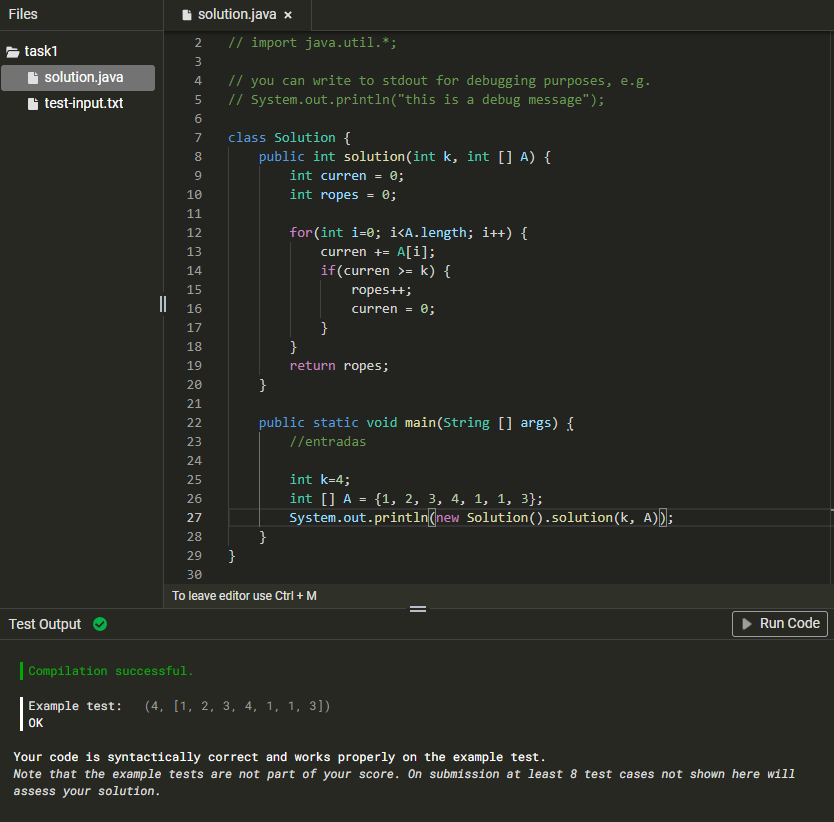 Files
solution.java ×
task1
solution.java
test-input.txt
2 // import java.util.*;
3
4 // you can write to stdout for debugging purposes, e.g.
5 // System.out.println("this is a debug message");
6
7 class Solution {
8     public int solution(int k, int [] A) {
9         int curren = 0;
10         int ropes = 0;
11
12         for(int i=0; i<A.length; i++) {
13             curren += A[i];
14             if(curren >= k) {
15                 ropes++;
16                 curren = 0;
17             }
18         }
19         return ropes;
20     }
21
22     public static void main(String [] args) {
23         //entradas
24
25         int k=4;
26         int [] A = {1, 2, 3, 4, 1, 1, 3};
27         System.out.println(new Solution().solution(k, A));
28     }
29 }
30
To leave editor use Ctrl + M
Test Output
Run Code
Compilation successful.
Example test: (4, [1, 2, 3, 4, 1, 1, 3])
OK
Your code is syntactically correct and works properly on the example test.
Note that the example tests are not part of your score. On submission at least 8 test cases not shown here will
assess your solution.